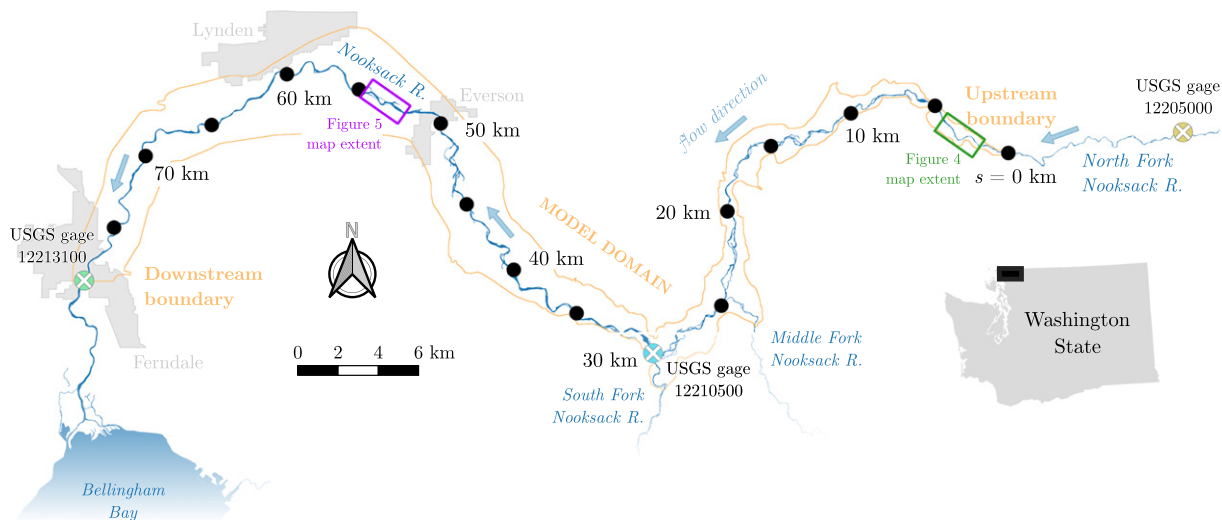 Lynden
Nooksack R.
60 km
Everson
50 km
Figure 5
map extent
flow direction
10 km
Upstream
boundary
USGS gage
12205000
Figure 4
map extent
s = 0 km
North Fork
Nooksack R.
70 km
20 km
USGS gage
12213100
N
MODEL DOMAIN
40 km
Downstream
boundary
Washington
State
0 2 4 6 km
Ferndale
30 km
USGS gage
12210500
Middle Fork
Nooksack R.
South Fork
Nooksack R.
Bellingham
Bay